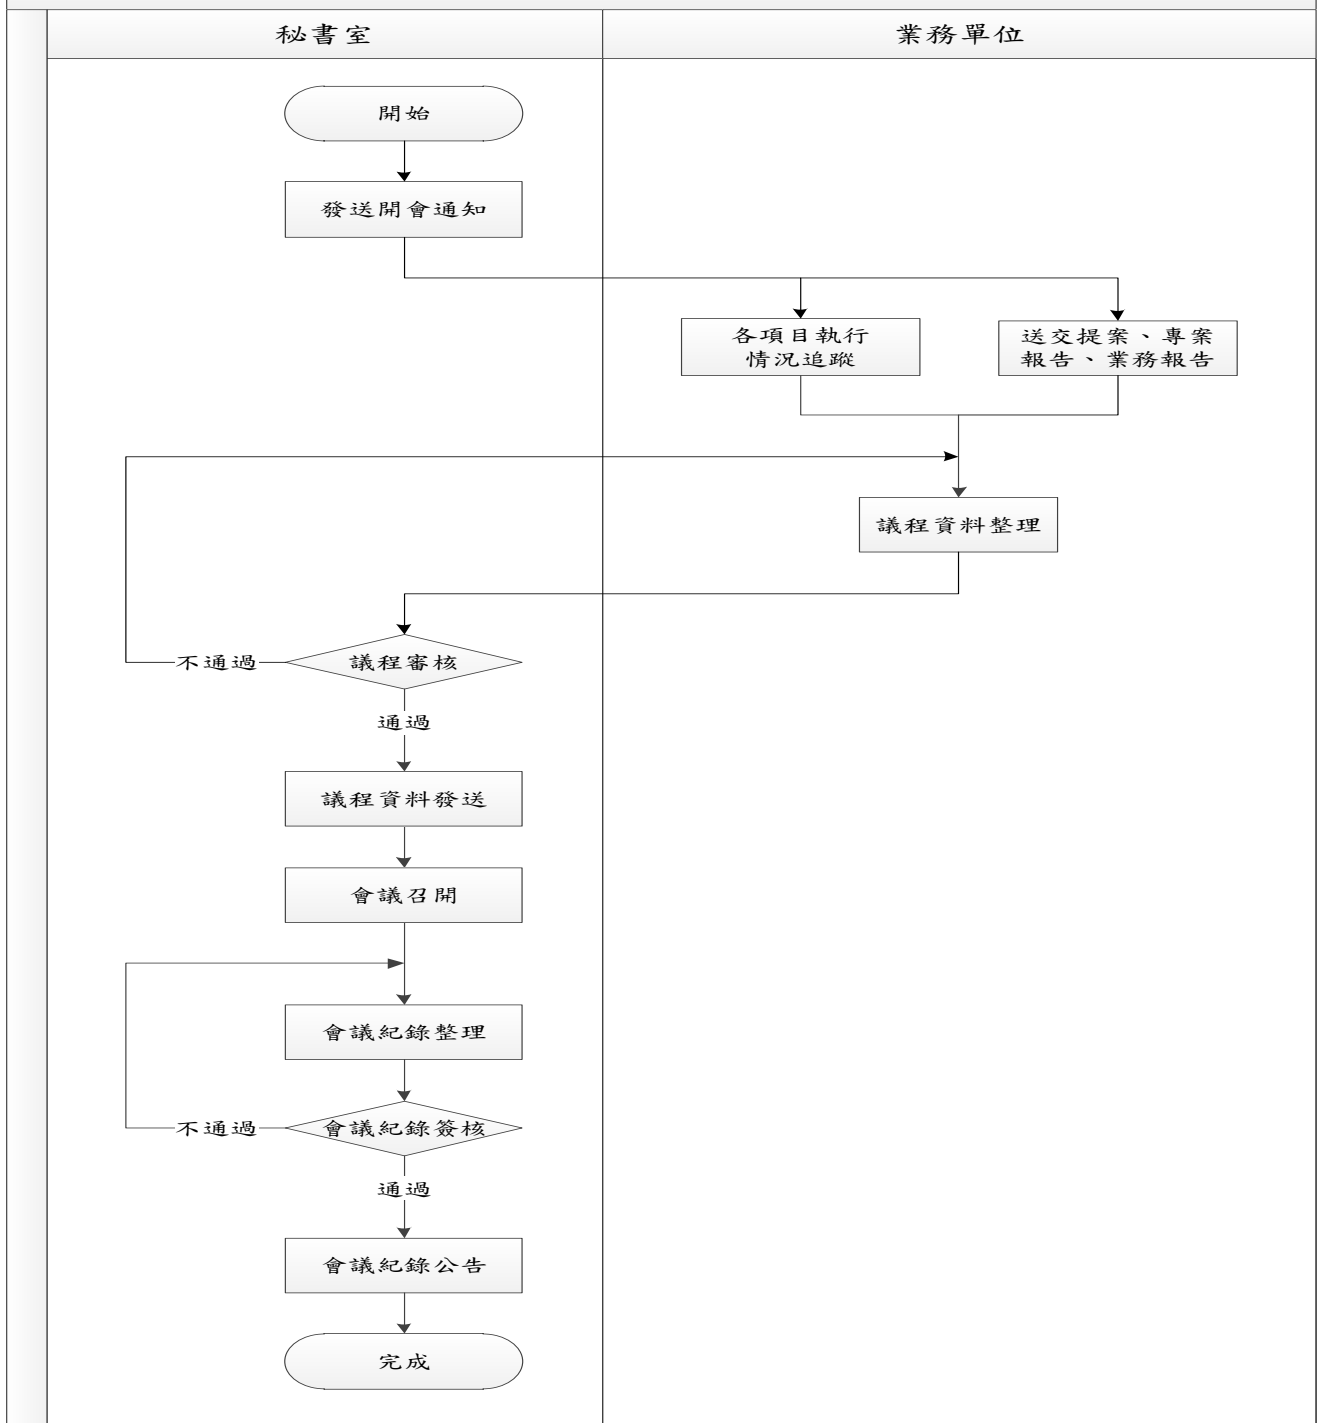 秘書室
業務單位
開始
發送開會通知
各項目執行
情況追蹤
送交提案、專案
報告、業務報告
議程資料整理
不通過
議程審核
通過
議程資料發送
會議召開
會議紀錄整理
不通過
會議紀錄簽核
通過
會議紀錄公告
完成